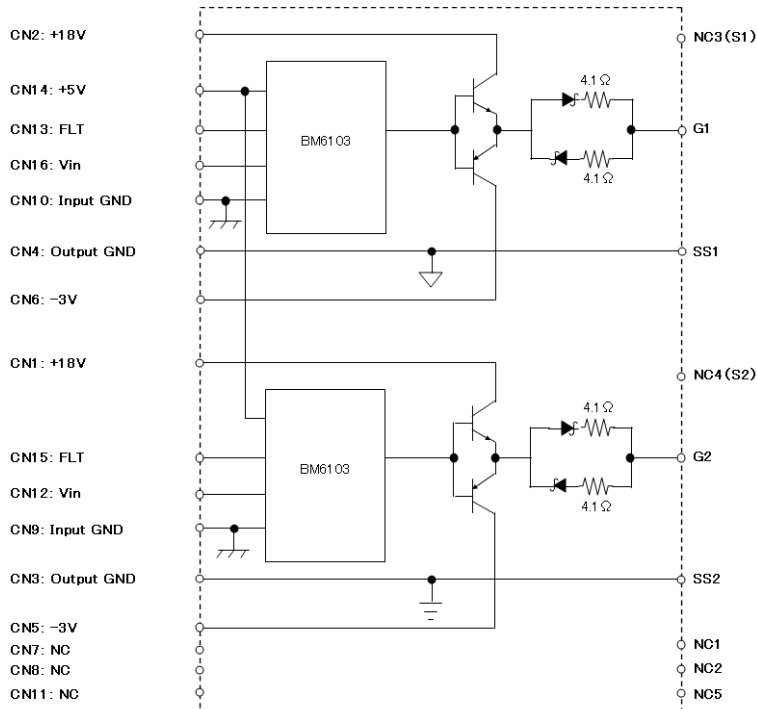 CN2: +18V
NC3(S1)
CN14: +5V
4.1Ω
CN13: FLT
BM6103
G1
CN16: Vin
4.1Ω
CN10: Input GND
CN4: Output GND
SS1
CN6: -3V
CN1: +18V
NC4(S2)
4.1Ω
CN15: FLT
BM6103
G2
CN12: Vin
4.1Ω
CN9: Input GND
CN3: Output GND
SS2
CN5: -3V
CN7: NC
NC1
CN8: NC
NC2
CN11: NC
NC5